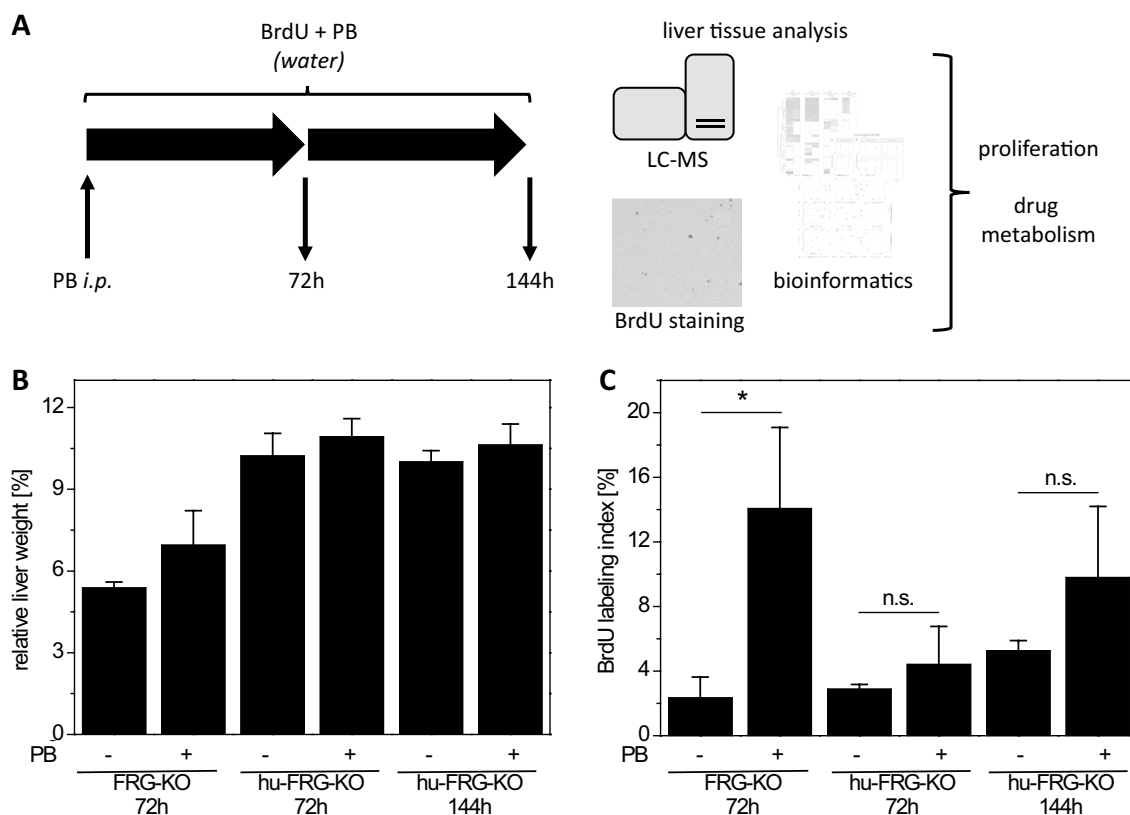 A
BrdU + PB
(water)
PB i.p.
72h
144h
liver tissue analysis
LC-MS
BrdU staining
bioinformatics
proliferation
drug
metabolism
B
relative liver weight [%]
12
9
6
3
0
PB - + - + - +
FRG-KO hu-FRG-KO hu-FRG-KO
72h 72h 144h
C
BrdU labeling index [%]
20
16
12
8
4
0
*
n.s.
n.s.
PB - + - + - +
FRG-KO hu-FRG-KO hu-FRG-KO
72h 72h 144h